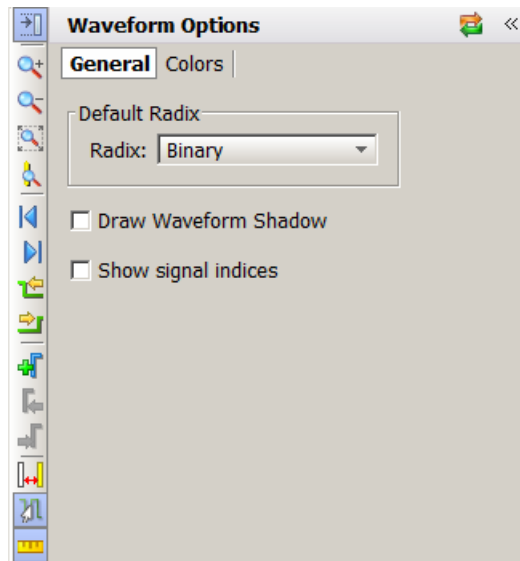 Waveform Options
General Colors
Default Radix
Radix: Binary
Draw Waveform Shadow
Show signal indices